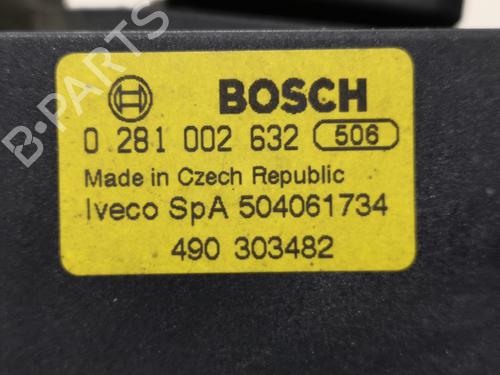 BOSCH
0 281 002 632 506
Made in Czech Republic
Iveco SpA 504061734
490 303482
B-PARTS